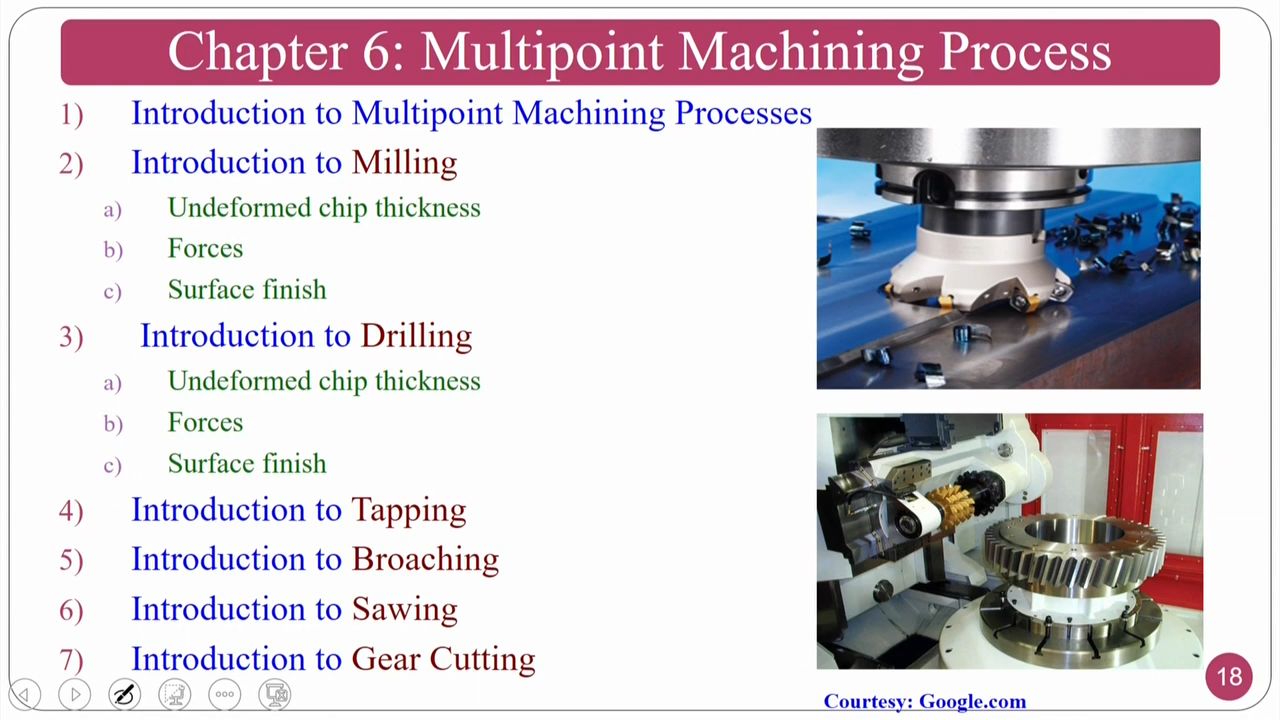 Chapter 6: Multipoint Machining Process
1) Introduction to Multipoint Machining Processes
2) Introduction to Milling
a) Undeformed chip thickness
b) Forces
c) Surface finish
3) Introduction to Drilling
a) Undeformed chip thickness
b) Forces
c) Surface finish
4) Introduction to Tapping
5) Introduction to Broaching
6) Introduction to Sawing
7) Introduction to Gear Cutting
18
Courtesy: Google.com